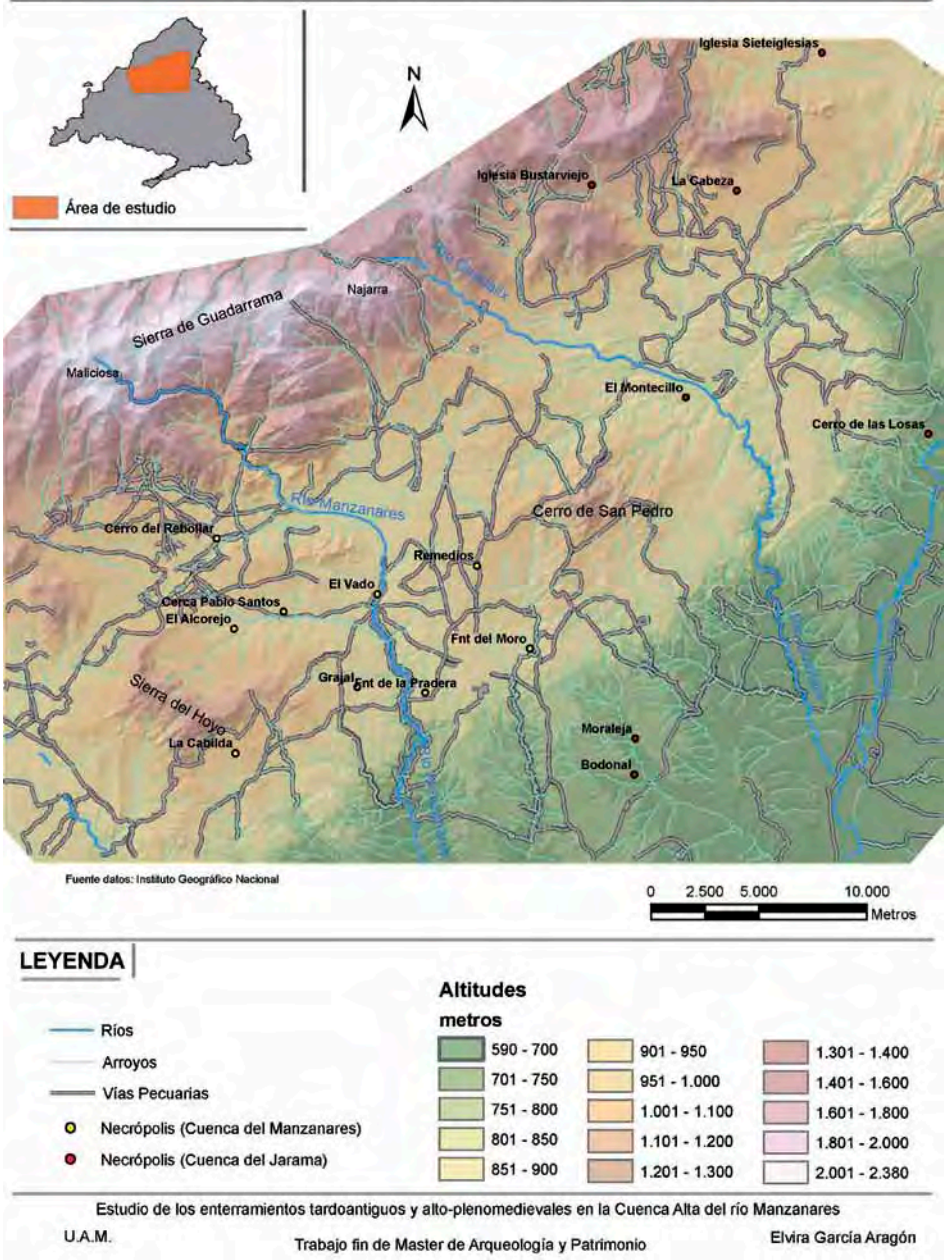 Área de estudio
N
Iglesia Sieteiglesias
Iglesia Bustarviejo
La Cabeza
Río Guadalix
Najarra
Sierra de Guadarrama
Maliciosa
El Montecillo
Cerro de las Losas
Río Manzanares
Cerro de San Pedro
Cerro del Rebollar
Remedios
El Vado
Cerca Pablo Santos
El Alcorejo
Fnt del Moro
Grajal
Fnt de la Pradera
Sierra del Hoyo
La Cabilda
Moraleja
Bodonal
Fuente datos: Instituto Geográfico Nacional
0 2.500 5.000 10.000
Metros
LEYENDA
Ríos
Arroyos
Vías Pecuarias
Necrópolis (Cuenca del Manzanares)
Necrópolis (Cuenca del Jarama)
Altitudes
metros
590 - 700
701 - 750
751 - 800
801 - 850
851 - 900
901 - 950
951 - 1.000
1.001 - 1.100
1.101 - 1.200
1.201 - 1.300
1.301 - 1.400
1.401 - 1.600
1.601 - 1.800
1.801 - 2.000
2.001 - 2.380
Estudio de los enterramientos tardoantiguos y alto-plenomedievales en la Cuenca Alta del río Manzanares
U.A.M.
Trabajo fin de Master de Arqueología y Patrimonio
Elvira García Aragón